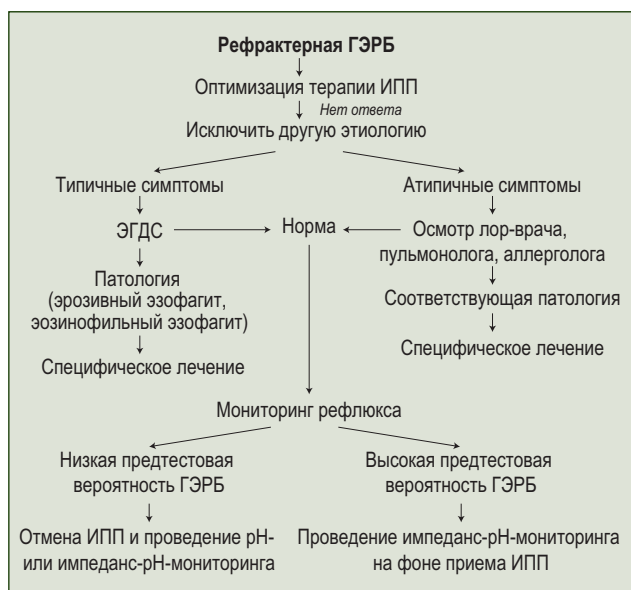 Рефрактерная ГЭРБ
Оптимизация терапии ИПП
Нет ответа
Исключить другую этиологию
Типичные симптомы
Атипичные симптомы
ЭГДС
Норма
Осмотр лор-врача,
пульмонолога, аллерголога
Патология
(эрозивный эзофагит,
эозинофильный эзофагит)
Соответствующая патология
Специфическое лечение
Специфическое лечение
Мониторинг рефлюкса
Низкая предтестовая
вероятность ГЭРБ
Высокая предтестовая
вероятность ГЭРБ
Отмена ИПП и проведение pH-
или импеданс-pH-мониторинга
Проведение импеданс-pH-мониторинга
на фоне приема ИПП